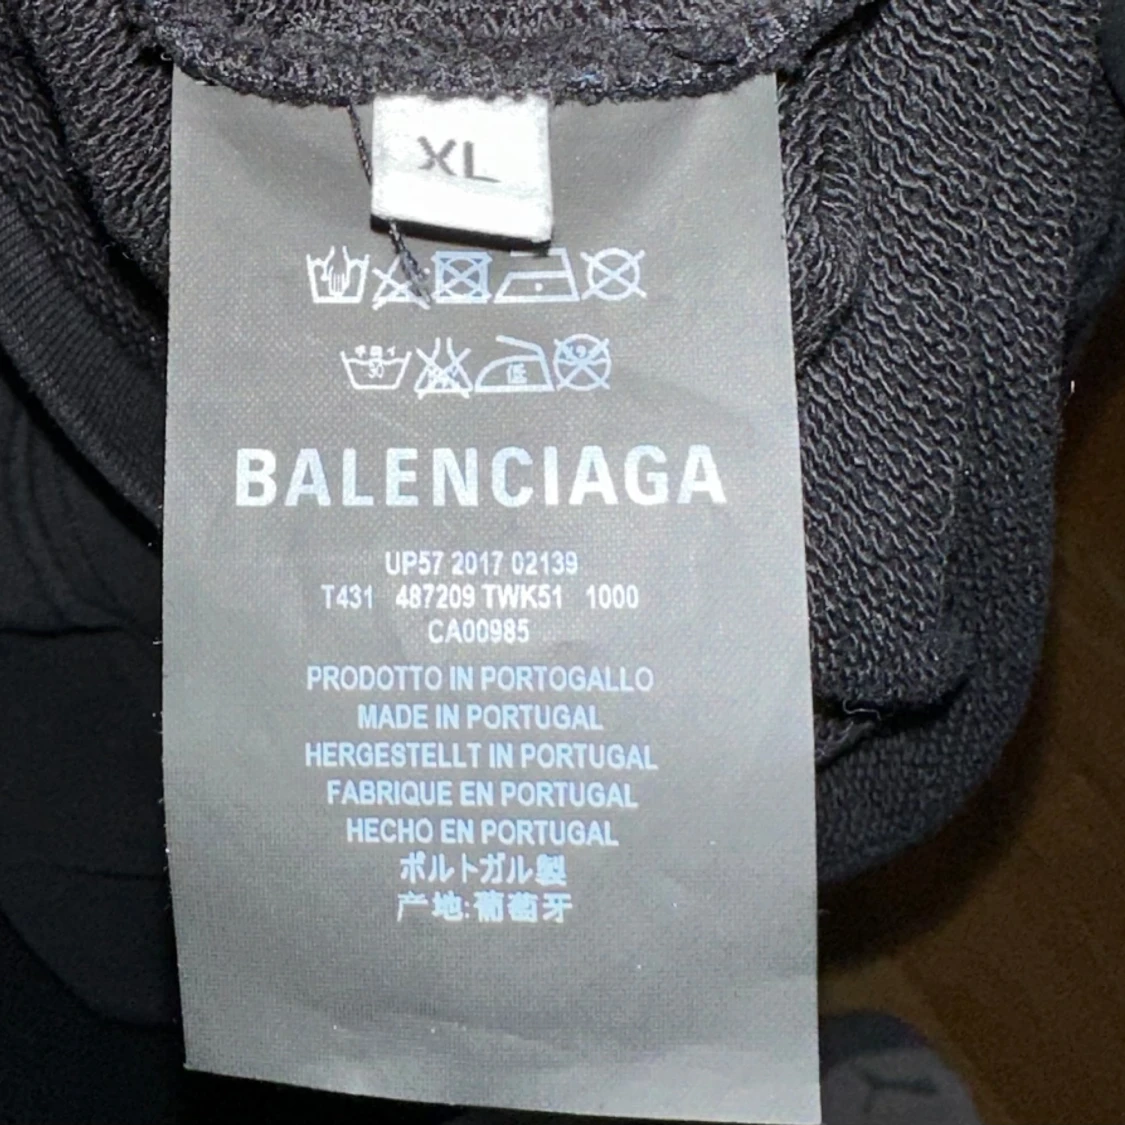 XL
BALENCIAGA
UP57 2017 02139
T431 487209 TWK51 1000
CA00985
PRODOTTO IN PORTOGALLO
MADE IN PORTUGAL
HERGESTELLT IN PORTUGAL
FABRIQUE EN PORTUGAL
HECHO EN PORTUGAL
ポルトガル製
产地:葡萄牙